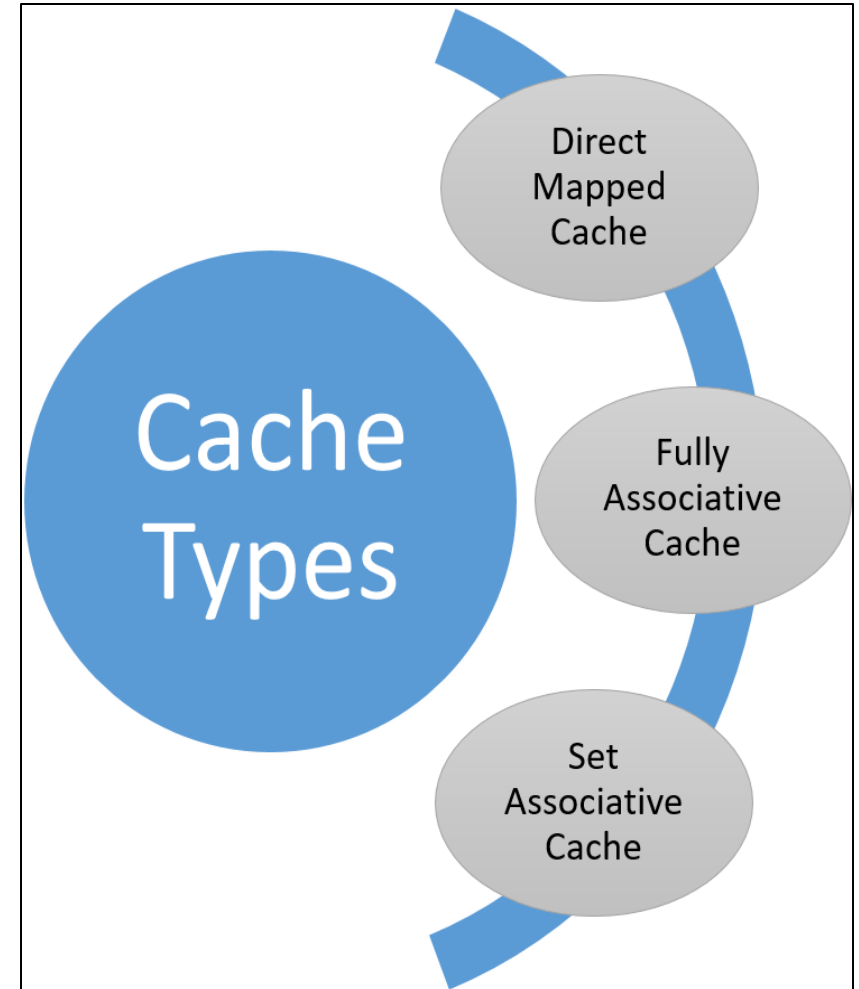 Cache
Types
Direct
Mapped
Cache
Fully
Associative
Cache
Set
Associative
Cache